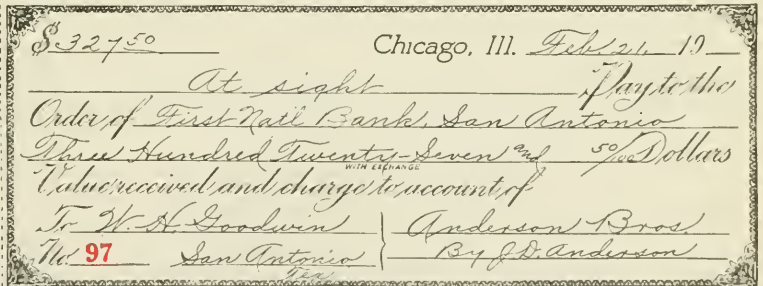 $ 327 50 Chicago, Ill. Feb. 21, 19
At sight Pay to the
Order of First Nat'l Bank, San Antonio
Three Hundred Twenty-Seven and 50/100 Dollars
WITH EXCHANGE
Value received and charge to account of
To W. H. Goodwin Anderson Bros.
No 97 San Antonio By J. D. Anderson
Tex